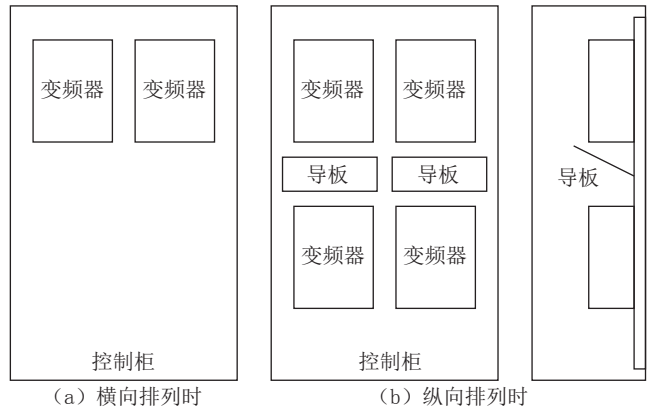 变频器 变频器 变频器 变频器
导板 导板 导板
变频器 变频器
控制柜 控制柜
（a）横向排列时 （b）纵向排列时